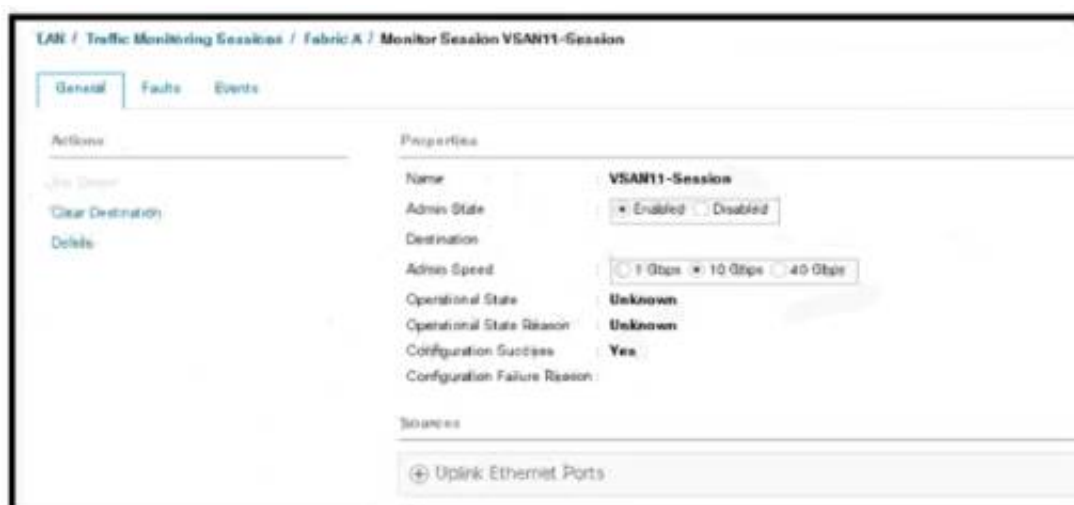 LAN / Traffic Monitoring Sessions / Fabric A / Monitor Session VSAN11-Session
General Faults Events
Actions
Clear Destination
Delete
Properties
Name : VSAN11-Session
Admin State : Enabled Disabled
Destination
Admin Speed : 1 Gbps 10 Gbps 40 Gbps
Operational State : Unknown
Operational State Reason : Unknown
Configuration Success : Yes
Configuration Failure Reason :
Sources
Uplink Ethernet Ports